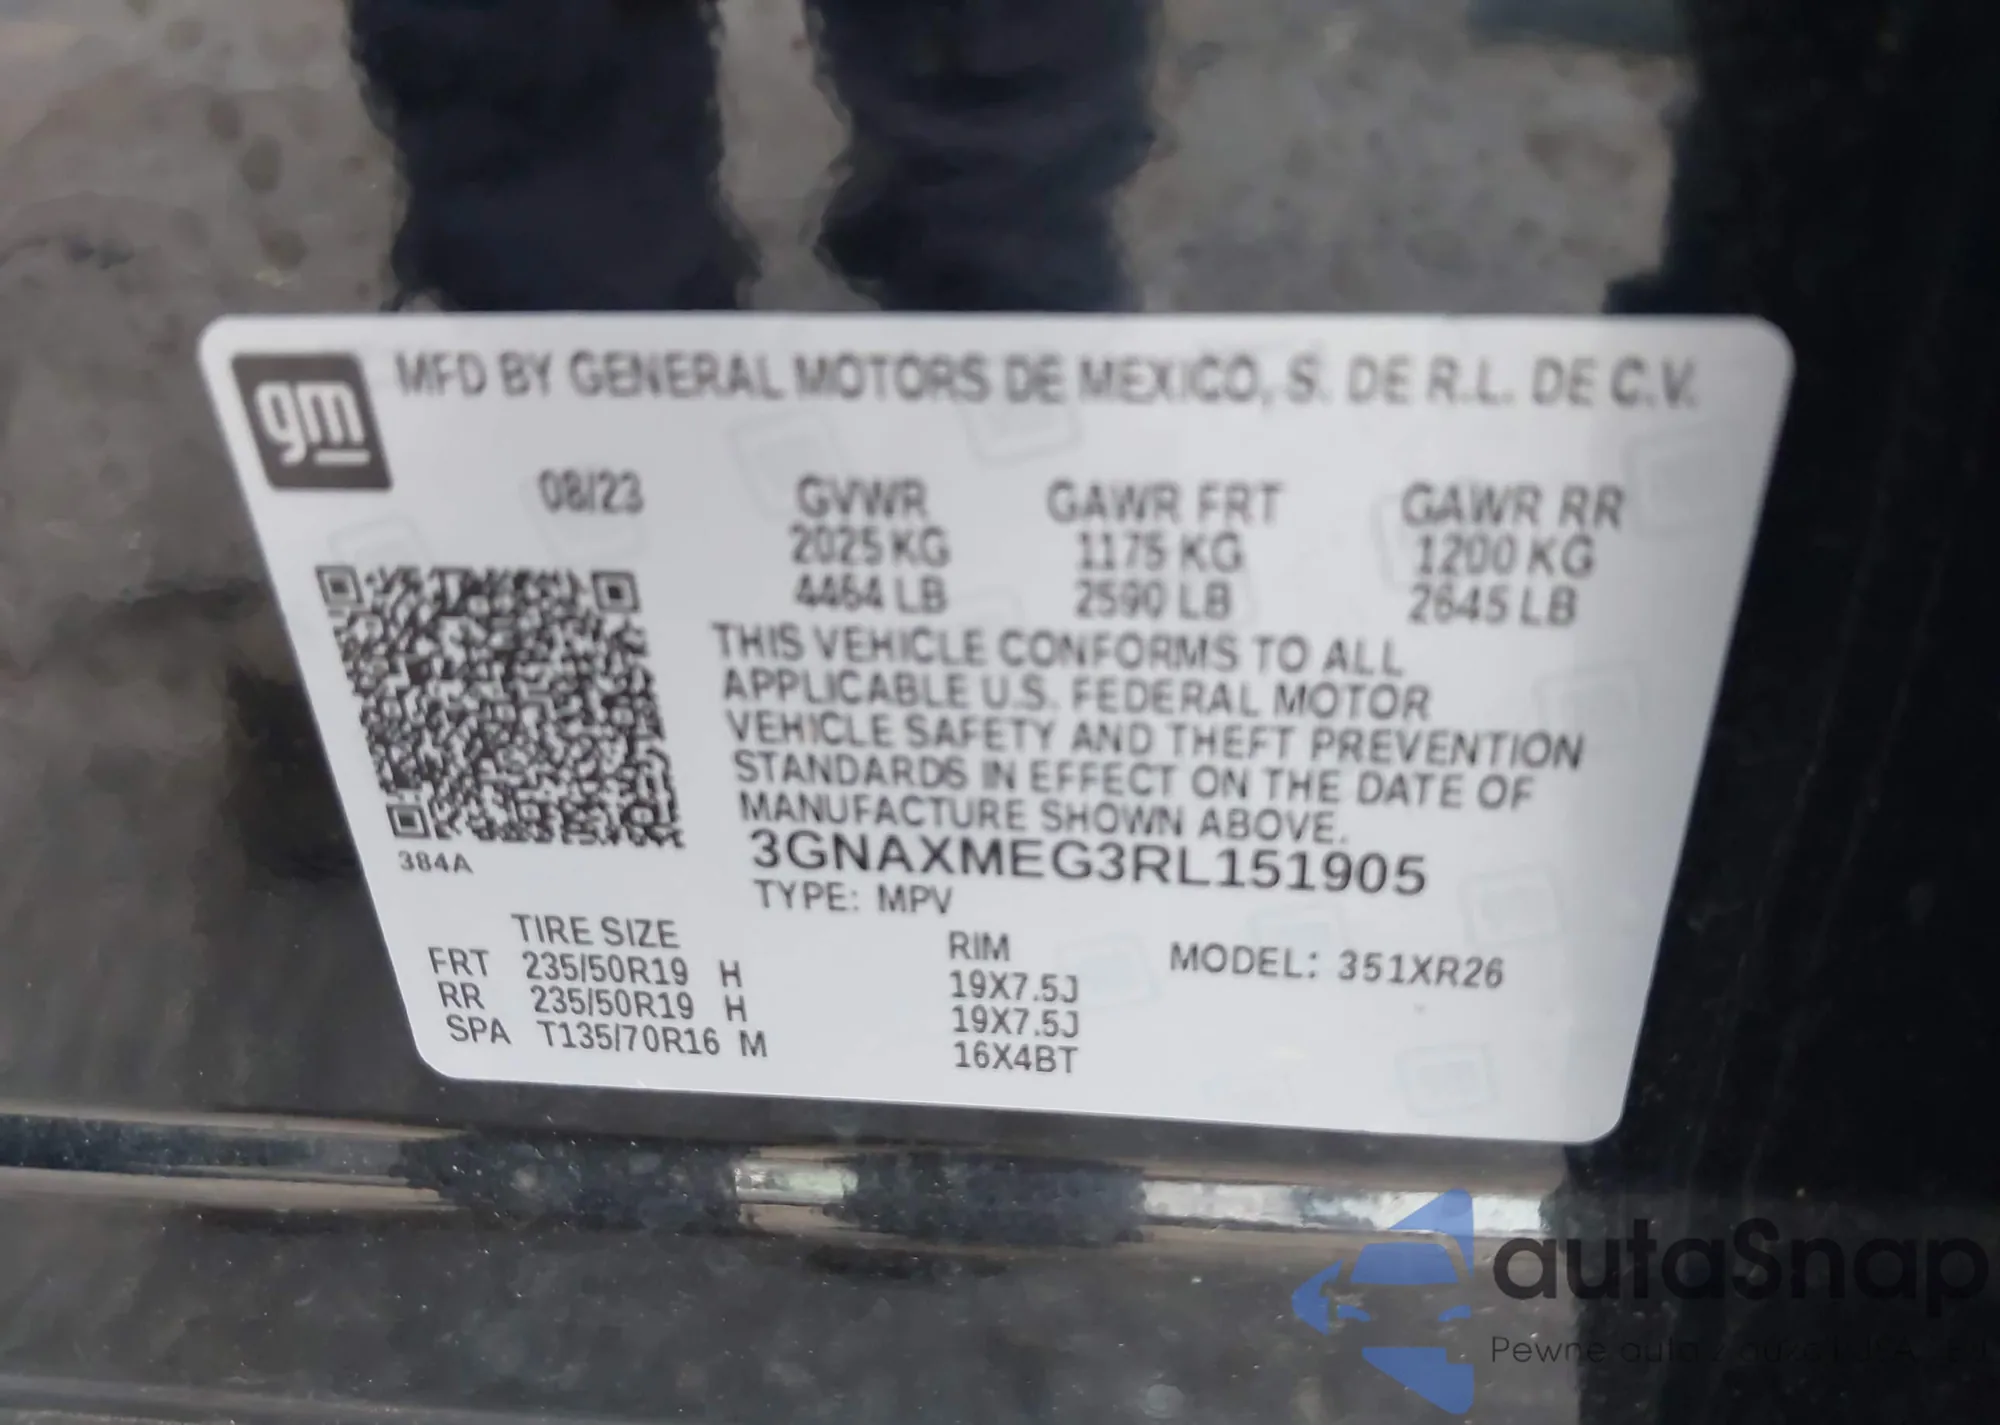 gm MFD BY GENERAL MOTORS DE MEXICO, S. DE R.L. DE C.V.
08/23 GVWR GAWR FRT GAWR RR
2025 KG 1175 KG 1200 KG
4464 LB 2590 LB 2645 LB
THIS VEHICLE CONFORMS TO ALL
APPLICABLE U.S. FEDERAL MOTOR
VEHICLE SAFETY AND THEFT PREVENTION
STANDARDS IN EFFECT ON THE DATE OF
MANUFACTURE SHOWN ABOVE.
3GNAXMEG3RL151905
384A
TYPE: MPV
TIRE SIZE RIM MODEL: 351XR26
FRT 235/50R19 H 19X7.5J
RR 235/50R19 H 19X7.5J
SPA T135/70R16 M 16X4BT
autaSnap
Pewne auta z